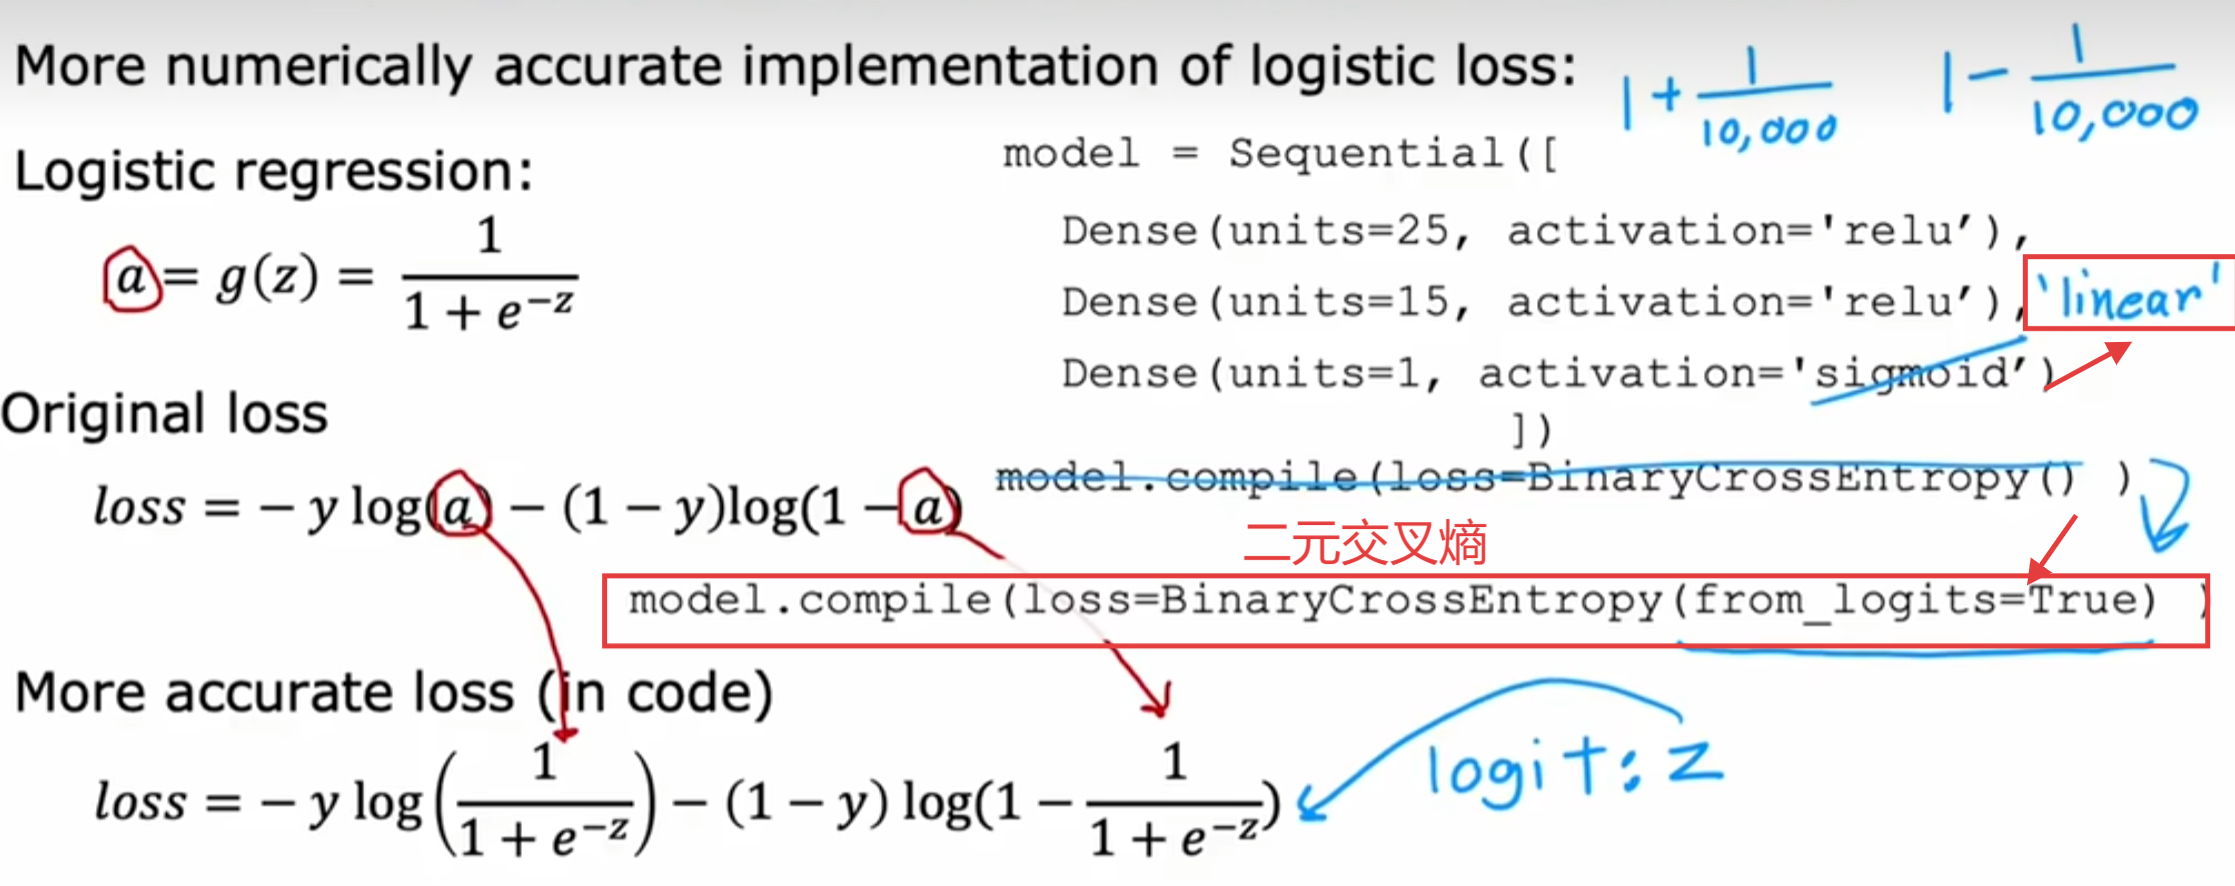 More numerically accurate implementation of logistic loss:
1 + 1/10,000    1 - 1/10,000
Logistic regression:
a = g(z) = 1/(1 + e^{-z})
Original loss
loss = − y log(a) − (1 − y)log(1 − a)
More accurate loss (in code)
loss = − y log(1/(1 + e^{-z})) − (1 − y) log(1 − 1/(1 + e^{-z}))
model = Sequential([
Dense(units=25, activation='relu'),
Dense(units=15, activation='relu'),
'linear'
Dense(units=1, activation='sigmoid')
])
model.compile(loss=BinaryCrossEntropy() )
二元交叉熵
model.compile(loss=BinaryCrossEntropy(from_logits=True) )
logit: z